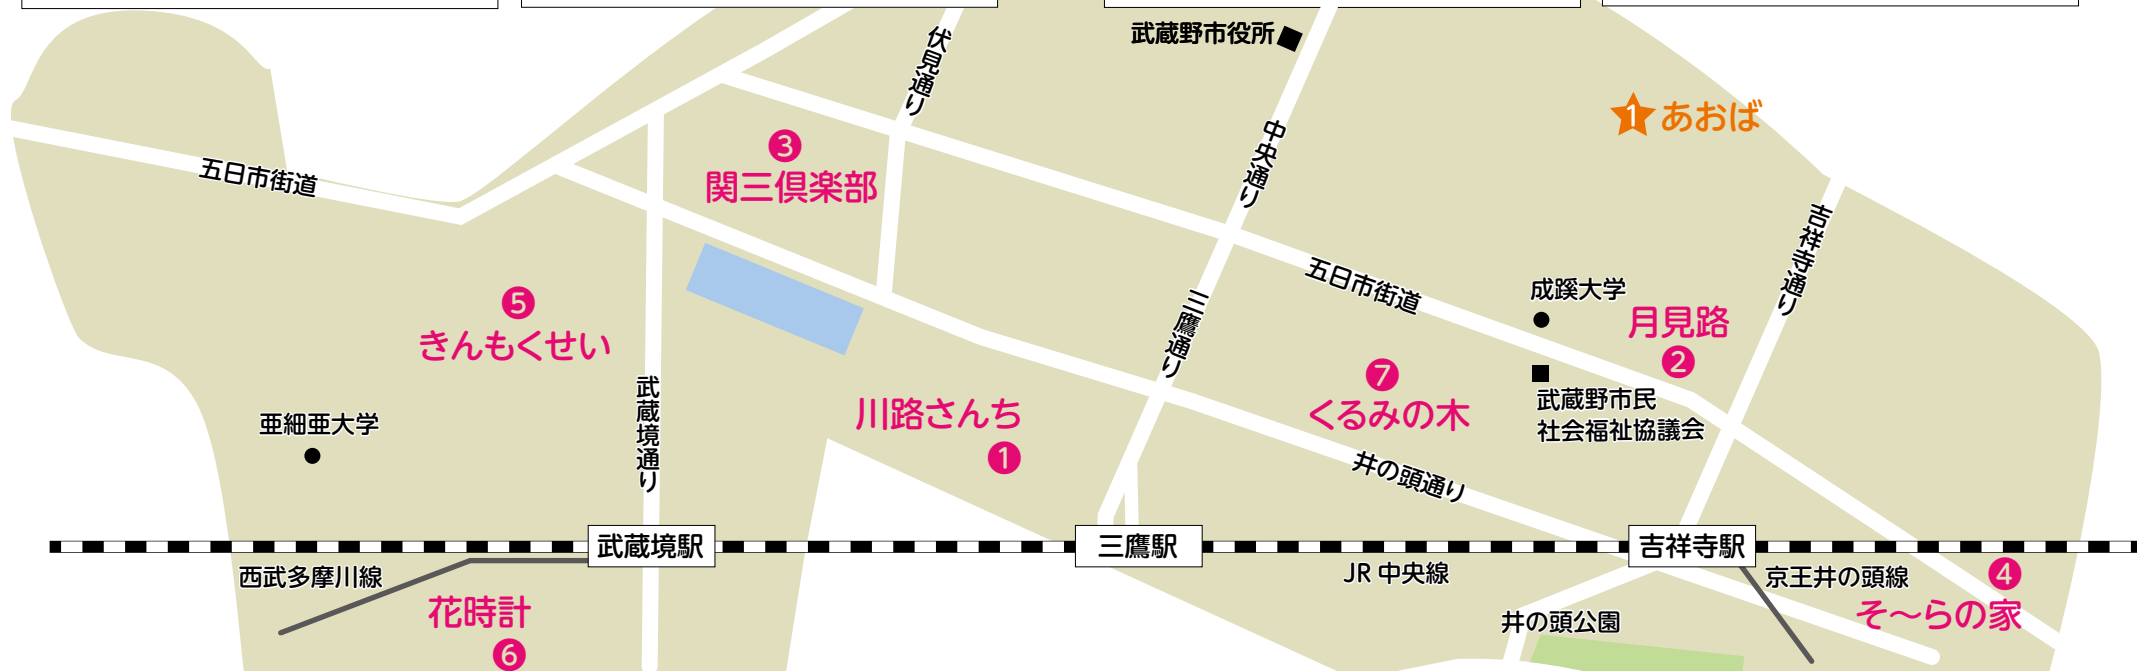 武蔵野市役所
伏見通り
1 あおば
中央通り
3
関三倶楽部
五日市街道
吉祥寺通り
五日市街道
成蹊大学
月見路
2
三鷹通り
5
きんもくせい
武蔵境通り
7
くるみの木
武蔵野市民
社会福祉協議会
川路さんち
1
亜細亜大学
井の頭通り
武蔵境駅
三鷹駅
吉祥寺駅
西武多摩川線
JR 中央線
京王井の頭線
4
そ～らの家
花時計
6
井の頭公園